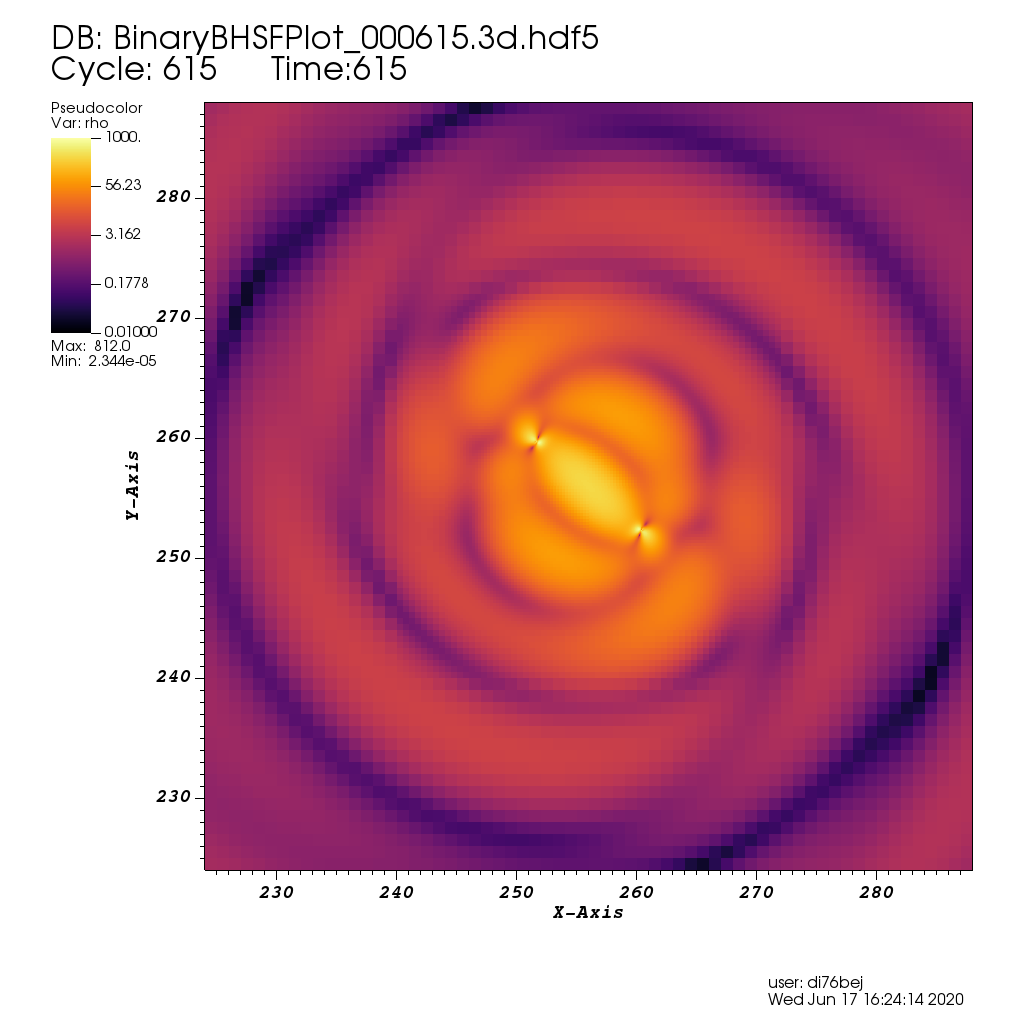 DB: BinaryBHSFPlot_000615.3d.hdf5
Cycle: 615 Time:615
Pseudocolor
Var: rho
1000.
56.23
3.162
0.1778
0.01000
Max: 812.0
Min: 2.344e-05
280
270
260
250
240
230
Y-Axis
230 240 250 260 270 280
X-Axis
user: di76bej
Wed Jun 17 16:24:14 2020